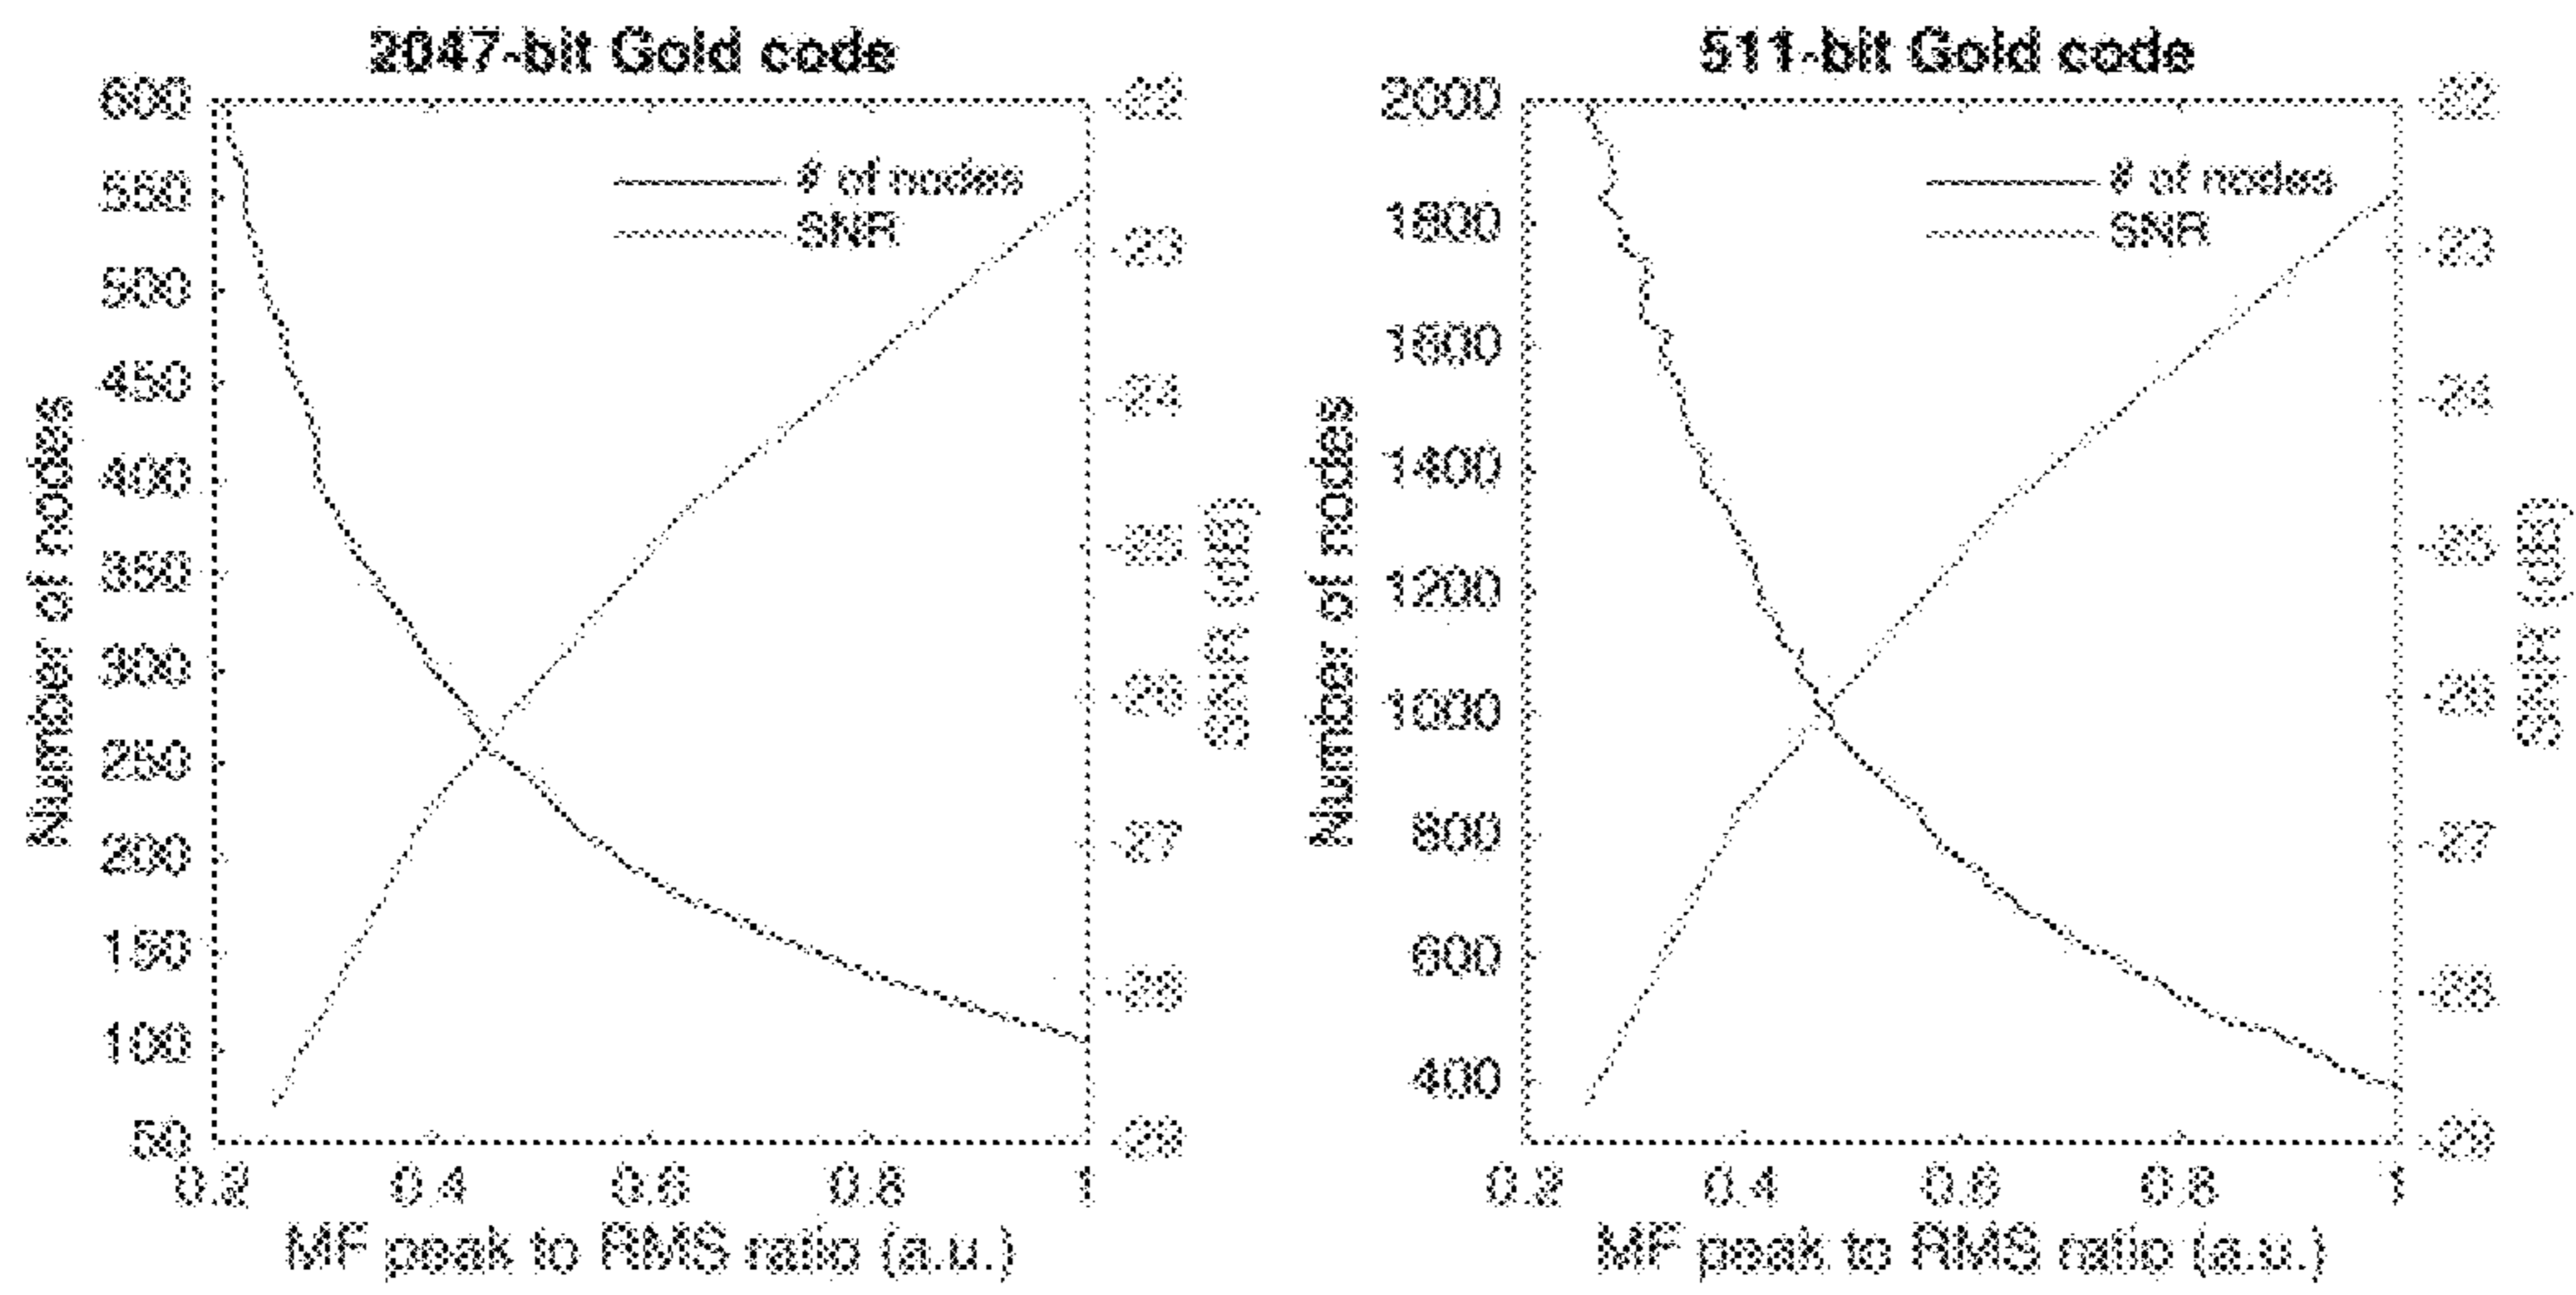 2047-bit Gold code
600
550
500
450
400
350
300
250
200
150
100
50
Number of nodes
# of nodes
SNR
-22
-23
-24
-25
-26
-27
-28
-29
SNR (dB)
0.2 0.4 0.6 0.8 1
MF peak to RMS ratio (a.u.)
511-bit Gold code
2000
1800
1600
1400
1200
1000
800
600
400
Number of nodes
# of nodes
SNR
-22
-23
-24
-25
-26
-27
-28
-29
SNR (dB)
0.2 0.4 0.6 0.8 1
MF peak to RMS ratio (a.u.)